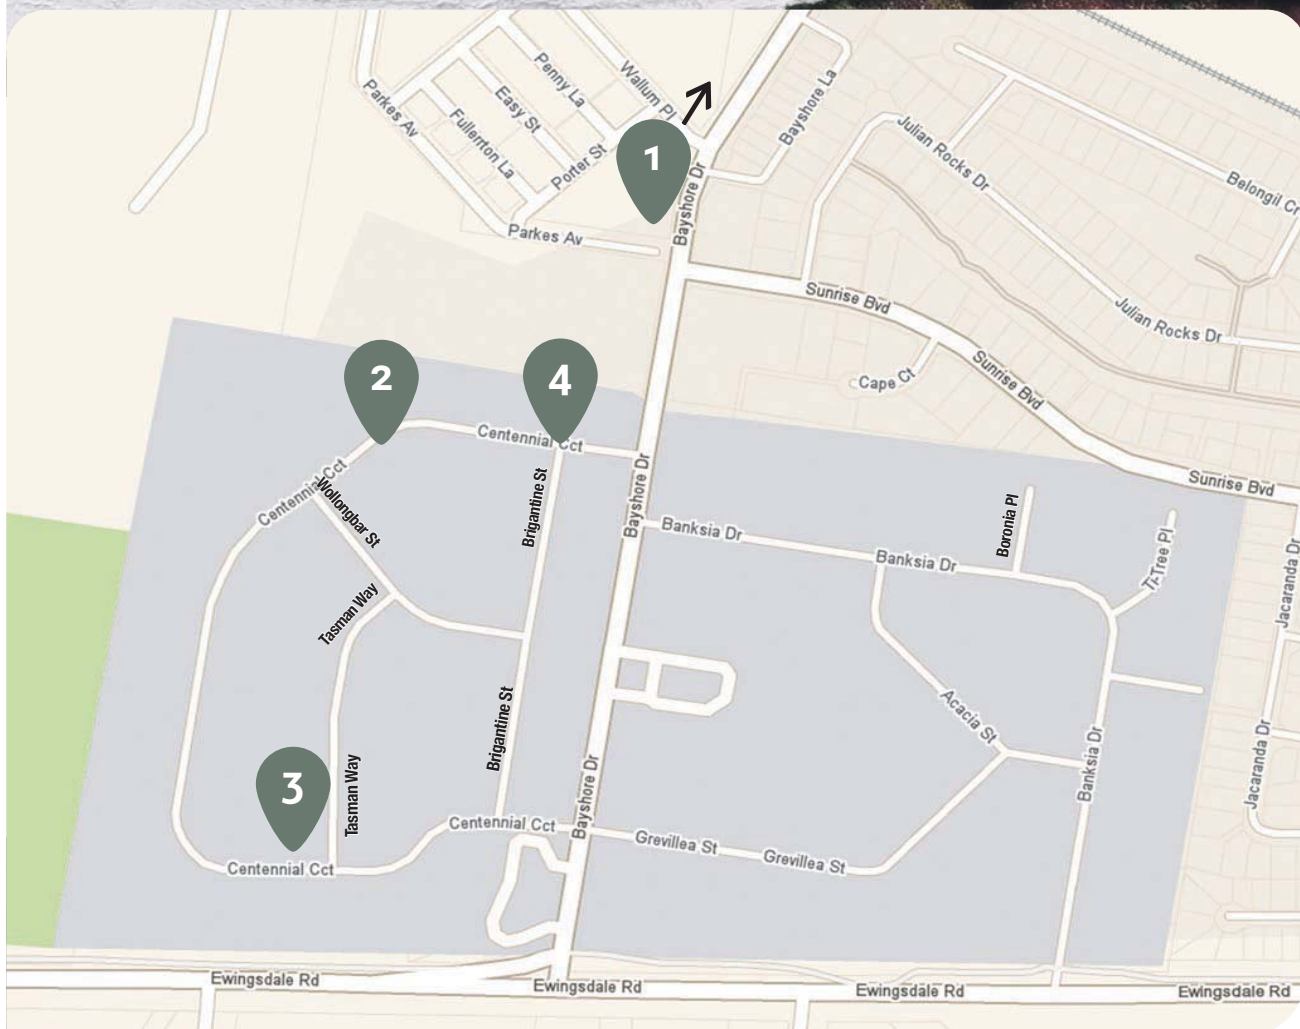 Penny La
Wallum Pl
Easy St
Parkes Av
Fullerrton La
Porter St
1
Bayshore La
Julian Rocks Dr
Belongil Cr
Bayshore Dr
Parkes Av
Sunrise Bvd
Julian Rocks Dr
Cape Ct
Sunrise Bvd
2
4
Centennial Cct
Sunrise Bvd
Centennial Cct
Wollongbar St
Brigantine St
Bayshore Dr
Banksia Dr
Banksia Dr
Boronia Pl
Ti-Tree Pl
Jacaranda Dr
Tasman Way
Brigantine St
Acacia St
Banksia Dr
Jacaranda Dr
3
Tasman Way
Bayshore Dr
Centennial Cct
Grevillea St
Grevillea St
Centennial Cct
Ewingsdale Rd
Ewingsdale Rd
Ewingsdale Rd
Ewingsdale Rd